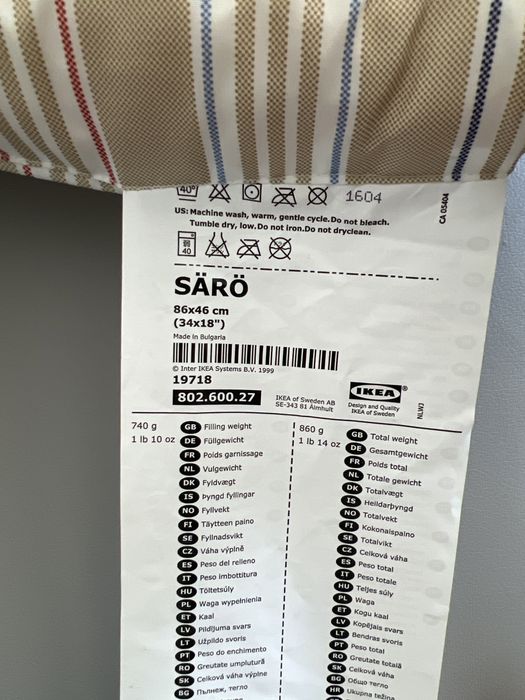 40°
1604
CA 05404
US: Machine wash, warm, gentle cycle. Do not bleach.
Tumble dry, low. Do not iron. Do not dryclean.
40
SÄRÖ
86x46 cm
(34x18")
Made in Bulgaria
© Inter IKEA Systems B.V. 1999
19718
802.600.27
IKEA of Sweden AB
SE-343 81 Älmhult
IKEA®
Design and Quality
IKEA of Sweden
NLW3
740 g
1 lb 10 oz
GB Filling weight
DE Füllgewicht
FR Poids garnissage
NL Vulgewicht
DK Fyldvægt
IS Þyngd fyllingar
NO Fyllvekt
FI Täytteen paino
SE Fyllnadsvikt
CZ Váha výplně
ES Peso del relleno
IT Peso imbottitura
HU Töltetsúly
PL Waga wypełnienia
ET Kaal
LV Pildījuma svars
LT Užpildo svoris
PT Peso do enchimento
RO Greutate umplutură
SK Celková váha výplne
BG Пълнеж, тегло
860 g
1 lb 14 oz
GB Total weight
DE Gesamtgewicht
FR Poids total
NL Totale gewicht
DK Totalvægt
IS Heildarþyngd
NO Totalvekt
FI Kokonaispaino
SE Totalvikt
CZ Celková váha
ES Peso total
IT Peso totale
HU Teljes súly
PL Waga
ET Kogu kaal
LV Kopējais svars
LT Bendras svoris
PT Peso total
RO Greutate totală
SK Celková váha
BG Общо тегло
HR Ukupna težina